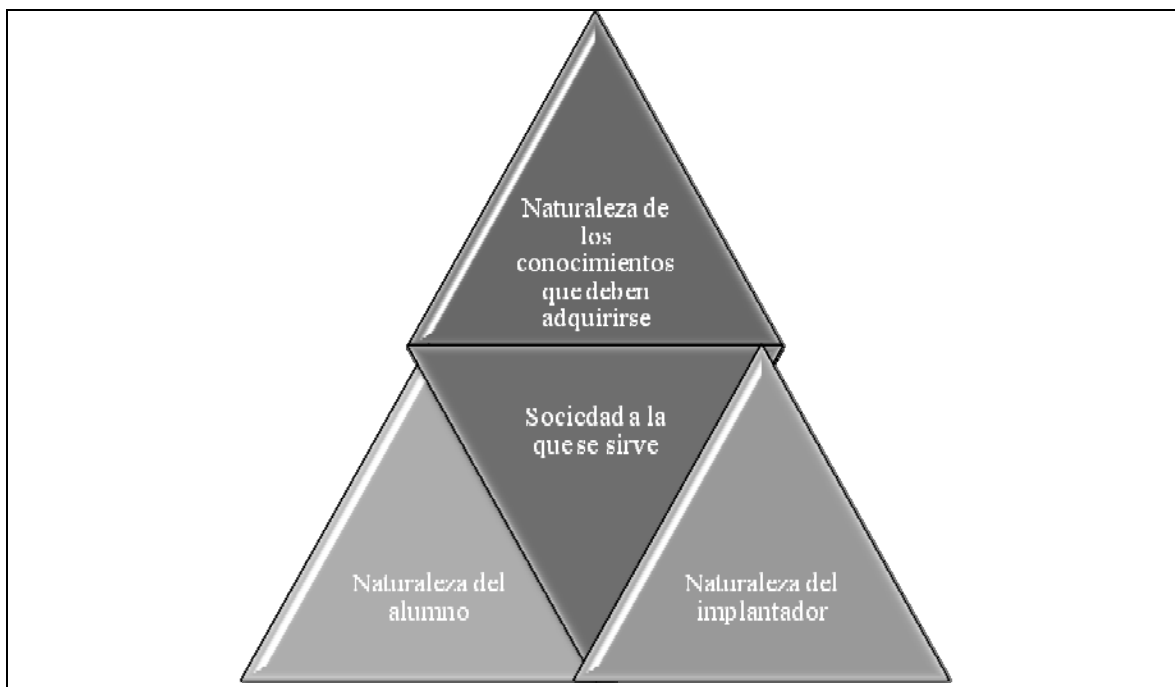 Naturaleza de
los
conocimientos
que deben
adquirirse
Sociedad a la
que se sirve
Naturaleza del
alumno
Naturaleza del
implantador